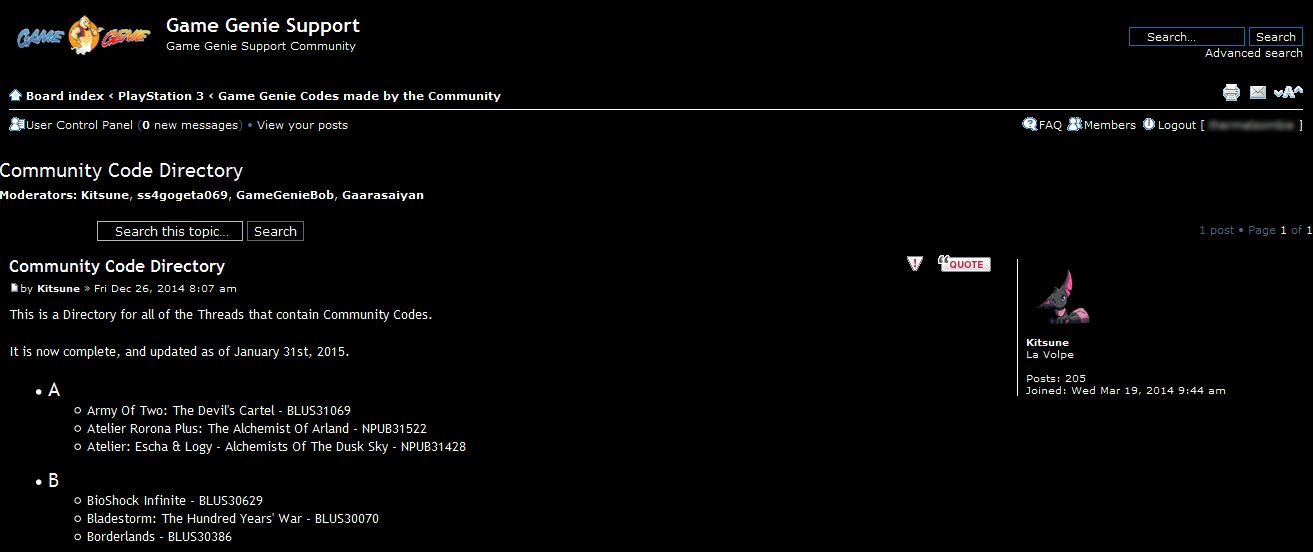 GAME GENIE
Game Genie Support
Game Genie Support Community
Search...
Search
Advanced search
Board index ‹ PlayStation 3 ‹ Game Genie Codes made by the Community
A
User Control Panel (0 new messages) • View your posts
FAQ Members Logout [ ]
Community Code Directory
Moderators: Kitsune, ss4gogeta069, GameGenieBob, Gaarasaiyan
Search this topic... Search
1 post • Page 1 of 1
Community Code Directory
! QUOTE
by Kitsune » Fri Dec 26, 2014 8:07 am
This is a Directory for all of the Threads that contain Community Codes.
It is now complete, and updated as of January 31st, 2015.
• A
Army Of Two: The Devil's Cartel - BLUS31069
Atelier Rorona Plus: The Alchemist Of Arland - NPUB31522
Atelier: Escha & Logy - Alchemists Of The Dusk Sky - NPUB31428
• B
BioShock Infinite - BLUS30629
Bladestorm: The Hundred Years' War - BLUS30070
Borderlands - BLUS30386
Kitsune
La Volpe
Posts: 205
Joined: Wed Mar 19, 2014 9:44 am